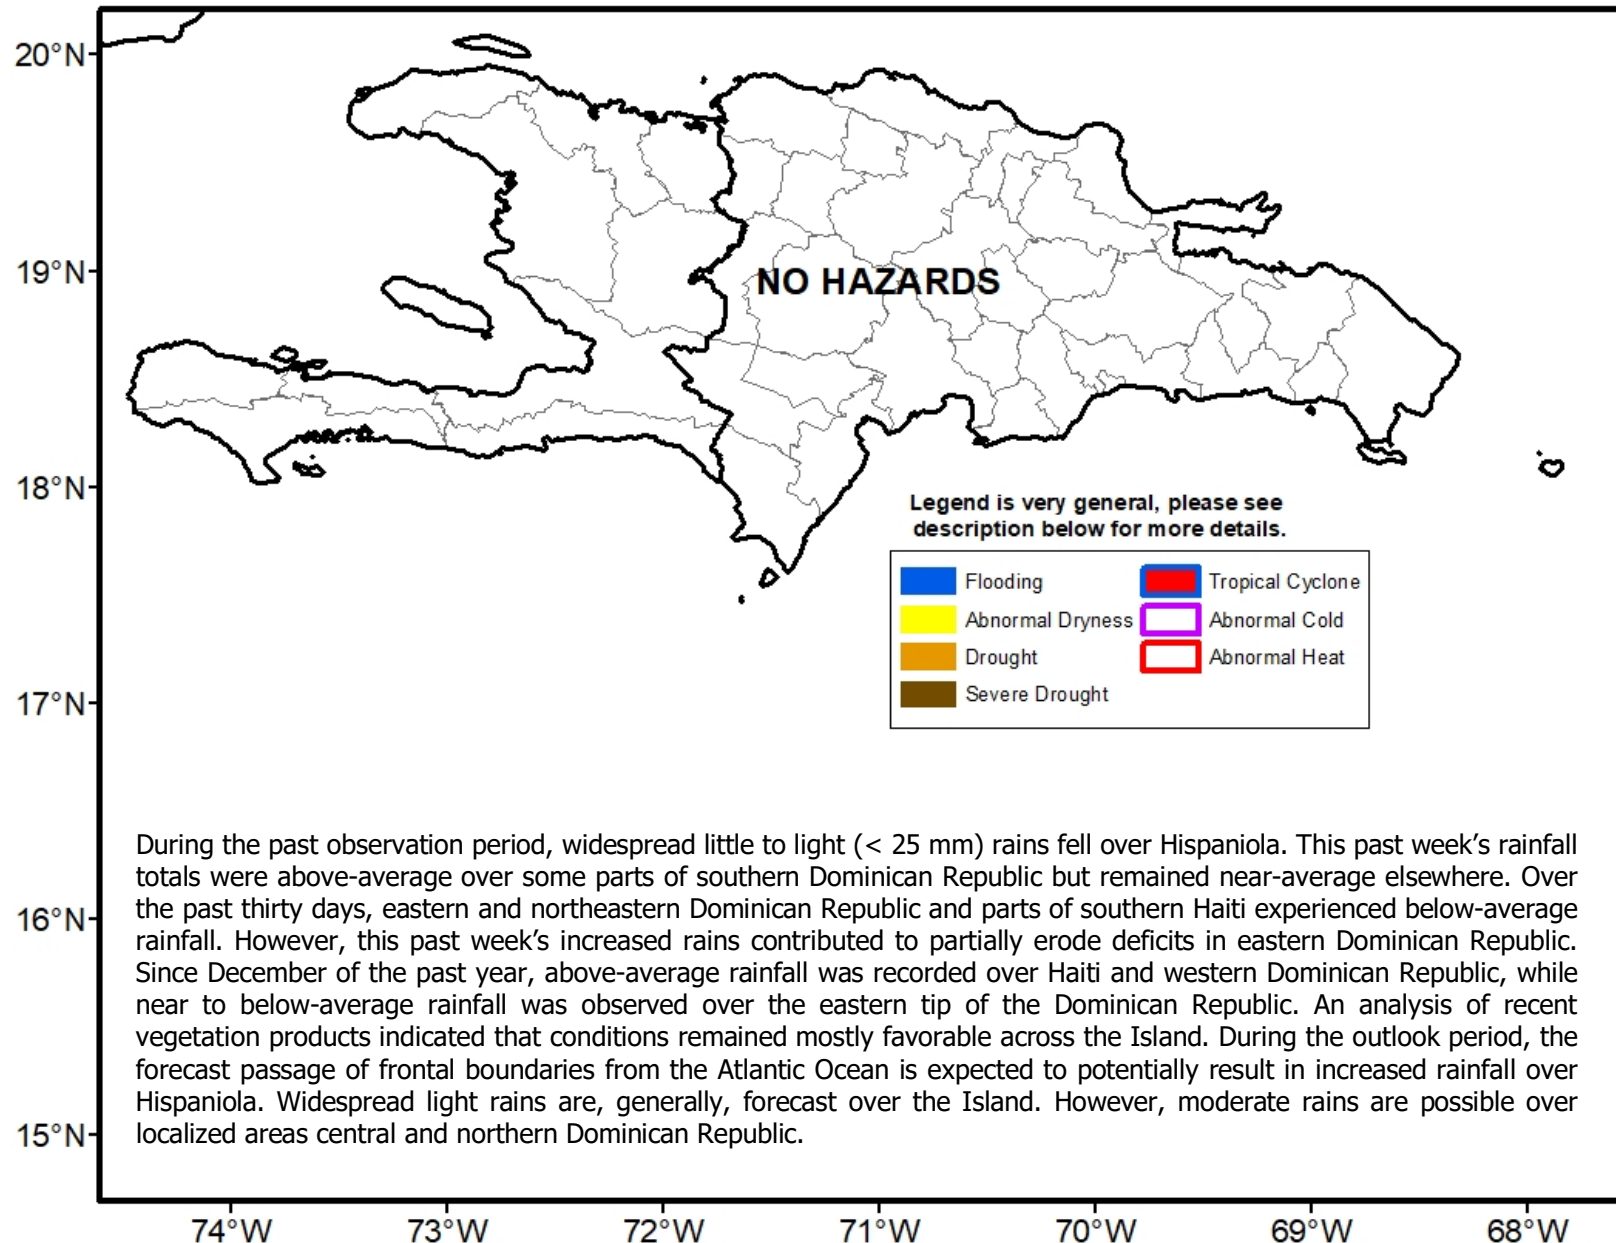 20°N
19°N
18°N
17°N
16°N
15°N
NO HAZARDS
Legend is very general, please see
description below for more details.
Flooding
Tropical Cyclone
Abnormal Dryness
Abnormal Cold
Drought
Abnormal Heat
Severe Drought
During the past observation period, widespread little to light (< 25 mm) rains fell over Hispaniola. This past week’s rainfall
totals were above-average over some parts of southern Dominican Republic but remained near-average elsewhere. Over
the past thirty days, eastern and northeastern Dominican Republic and parts of southern Haiti experienced below-average
rainfall. However, this past week’s increased rains contributed to partially erode deficits in eastern Dominican Republic.
Since December of the past year, above-average rainfall was recorded over Haiti and western Dominican Republic, while
near to below-average rainfall was observed over the eastern tip of the Dominican Republic. An analysis of recent
vegetation products indicated that conditions remained mostly favorable across the Island. During the outlook period, the
forecast passage of frontal boundaries from the Atlantic Ocean is expected to potentially result in increased rainfall over
Hispaniola. Widespread light rains are, generally, forecast over the Island. However, moderate rains are possible over
localized areas central and northern Dominican Republic.
74°W 73°W 72°W 71°W 70°W 69°W 68°W